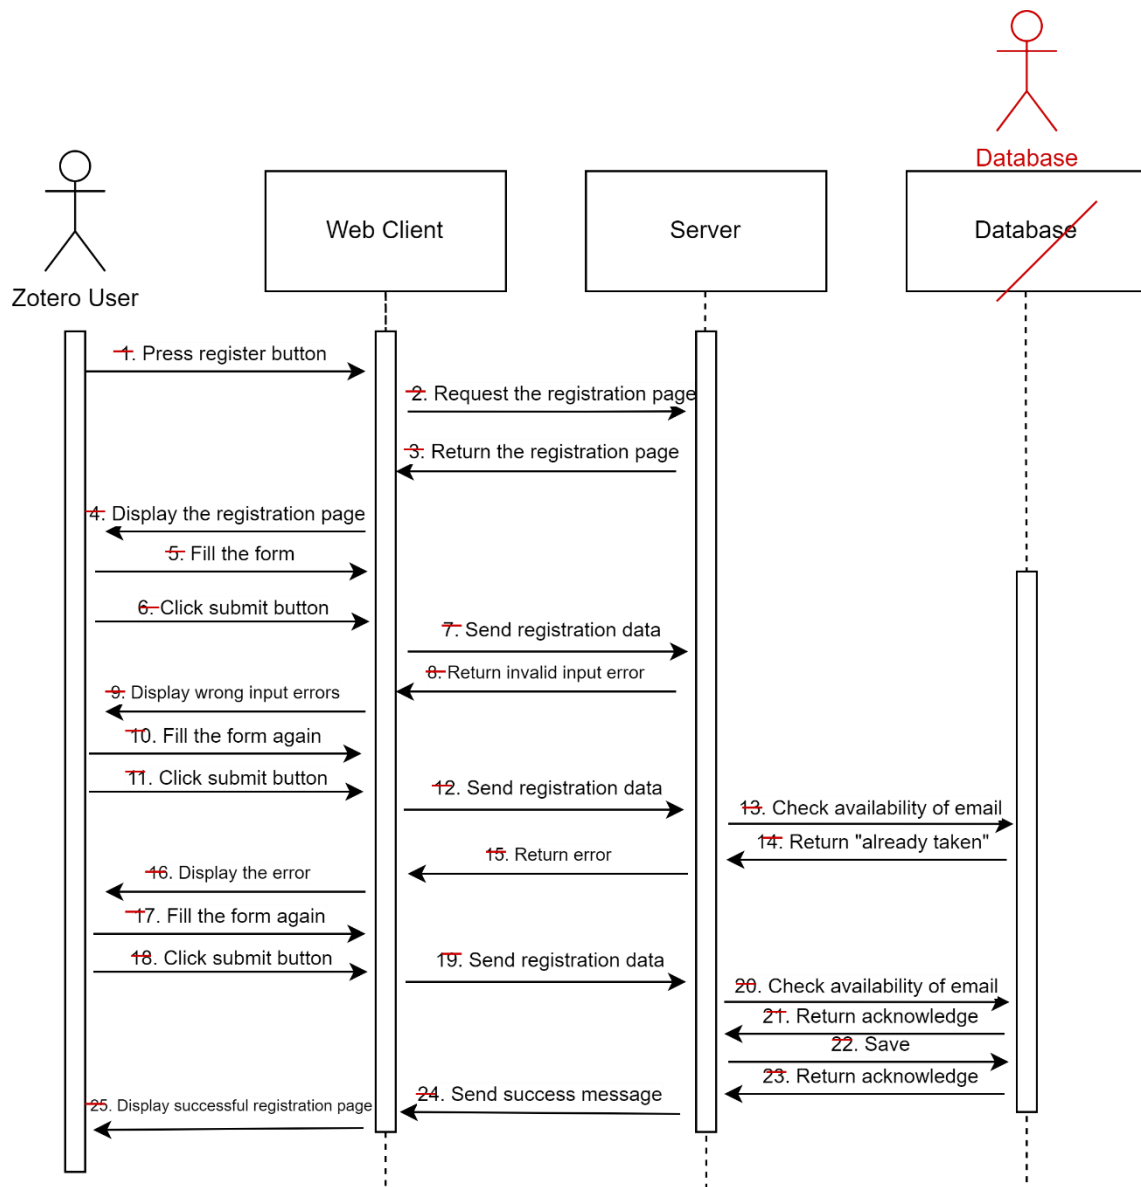 Database
Web Client
Server
Database
Zotero User
1. Press register button
2. Request the registration page
3. Return the registration page
4. Display the registration page
5. Fill the form
6. Click submit button
7. Send registration data
8. Return invalid input error
9. Display wrong input errors
10. Fill the form again
11. Click submit button
12. Send registration data
13. Check availability of email
14. Return "already taken"
15. Return error
16. Display the error
17. Fill the form again
18. Click submit button
19. Send registration data
20. Check availability of email
21. Return acknowledge
22. Save
23. Return acknowledge
24. Send success message
25. Display successful registration page